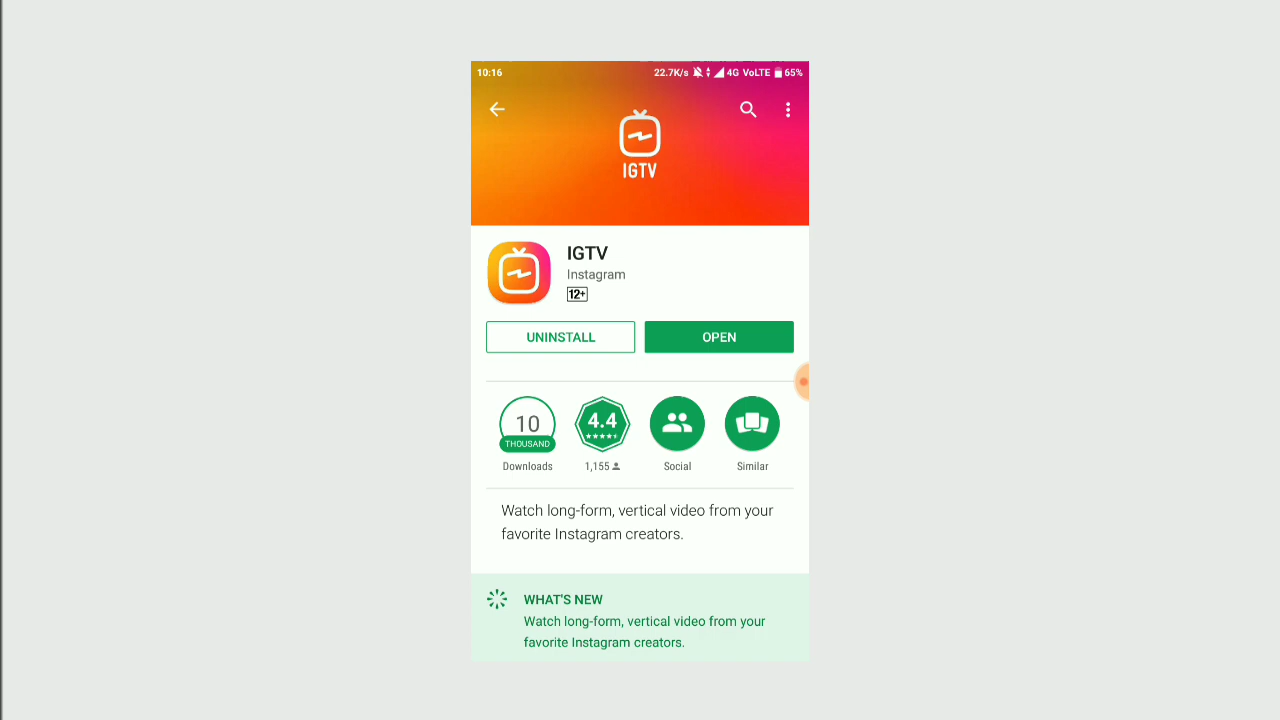 10:16
22.7K/s 4G VoLTE 65%
IGTV
IGTV
Instagram
12+
UNINSTALL
OPEN
10
THOUSAND
4.4
Downloads
1,155
Social
Similar
Watch long-form, vertical video from your
favorite Instagram creators.
WHAT'S NEW
Watch long-form, vertical video from your
favorite Instagram creators.